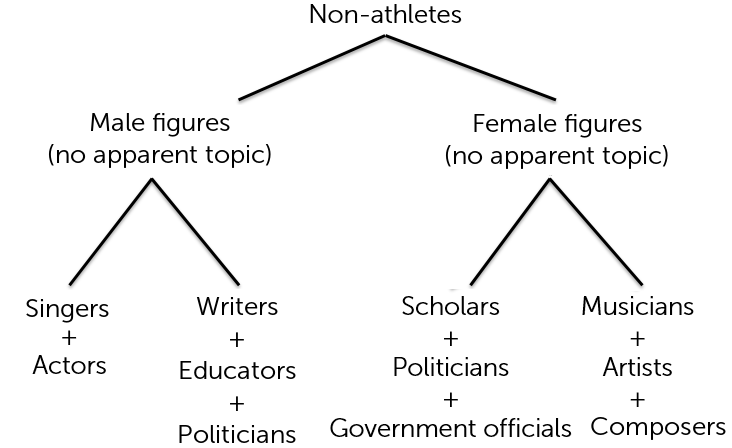 Non-athletes
Male figures
(no apparent topic)
Female figures
(no apparent topic)
Singers
+
Actors
Writers
+
Educators
+
Politicians
Scholars
+
Politicians
+
Government officials
Musicians
+
Artists
+
Composers